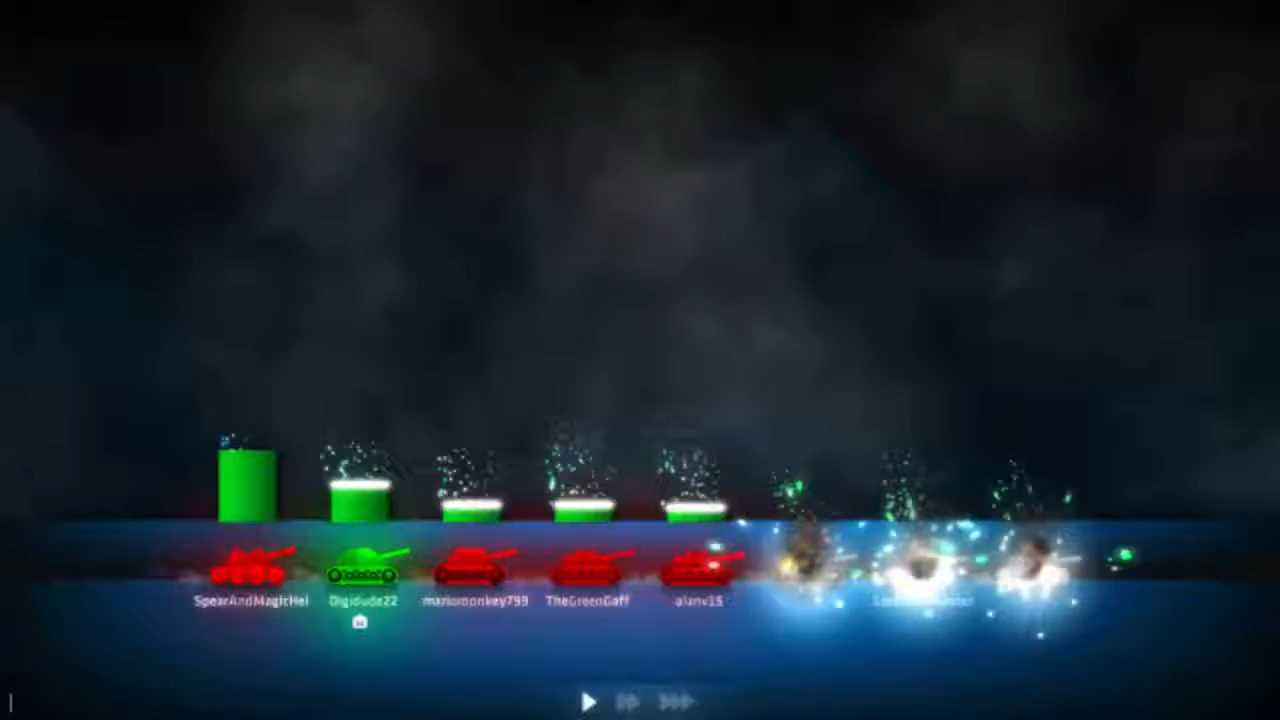 SpearAndMagicHel
Digidude22
mariomonkey799
TheGreenGaff
alanv15